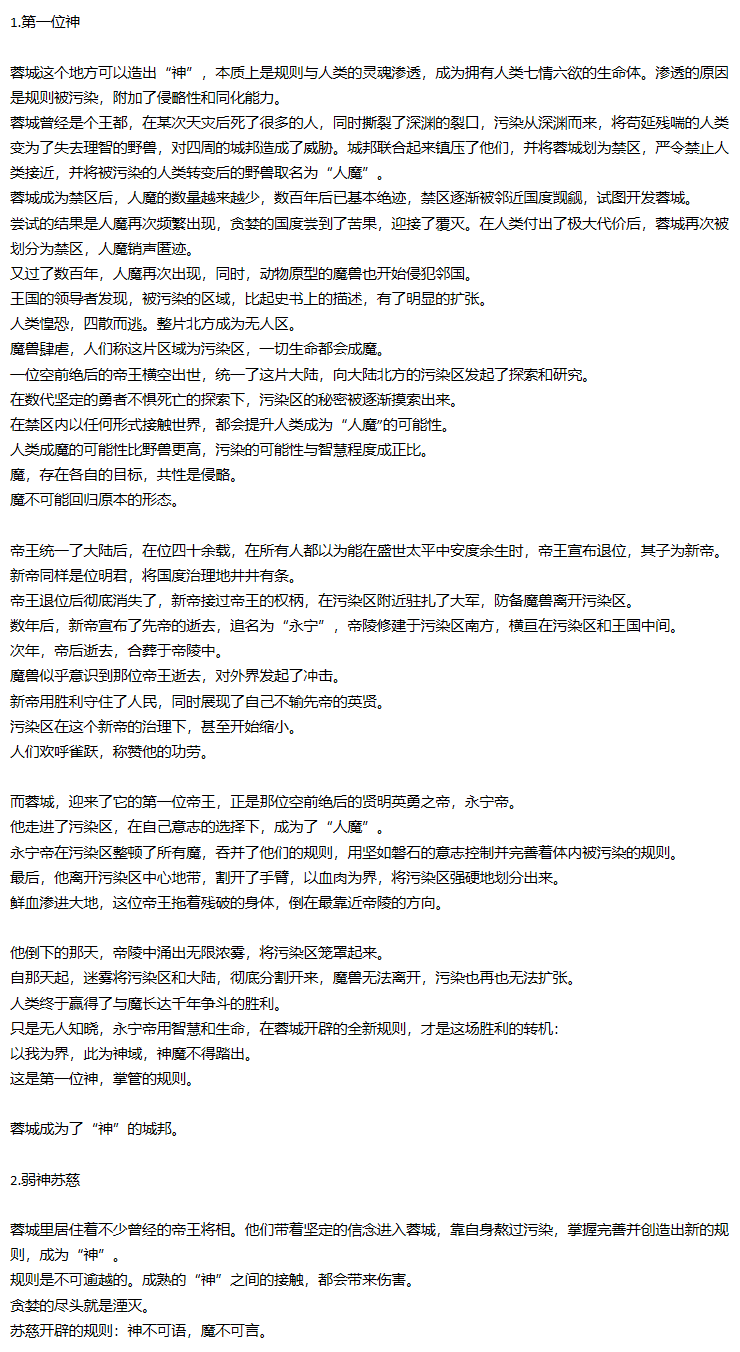 1.第一位神
蓉城这个地方可以造出“神”，本质上是规则与人类的灵魂渗透，成为拥有人类七情六欲的生命体。渗透的原因
是规则被污染，附加了侵略性和同化能力。
蓉城曾经是个王都，在某次天灾后死了很多的人，同时撕裂了深渊的裂口，污染从深渊而来，将苟延残喘的人类
变为了失去理智的野兽，对四周的城邦造成了威胁。城邦联合起来镇压了他们，并将蓉城划为禁区，严令禁止人
类接近，并将被污染的人类转变后的野兽取名为“人魔”。
蓉城成为禁区后，人魔的数量越来越少，数百年后已基本绝迹，禁区逐渐被邻近国度觊觎，试图开发蓉城。
尝试的结果是人魔再次频繁出现，贪婪的国度尝到了苦果，迎接了覆灭。在人类付出了极大代价后，蓉城再次被
划分为禁区，人魔销声匿迹。
又过了数百年，人魔再次出现，同时，动物原型的魔兽也开始侵犯邻国。
王国的领导者发现，被污染的区域，比起史书上的描述，有了明显的扩张。
人类惶恐，四散而逃。整片北方成为无人区。
魔兽肆虐，人们称这片区域为污染区，一切生命都会成魔。
一位空前绝后的帝王横空出世，统一了这片大陆，向大陆北方的污染区发起了探索和研究。
在数代坚定的勇者不惧死亡的探索下，污染区的秘密被逐渐摸索出来。
在禁区内以任何形式接触世界，都会提升人类成为“人魔”的可能性。
人类成魔的可能性比野兽更高，污染的可能性与智慧程度成正比。
魔，存在各自的目标，共性是侵略。
魔不可能回归原本的形态。
帝王统一了大陆后，在位四十余载，在所有人都以为能在盛世太平中安度余生时，帝王宣布退位，其子为新帝。
新帝同样是位明君，将国度治理地井井有条。
帝王退位后彻底消失了，新帝接过帝王的权柄，在污染区附近驻扎了大军，防备魔兽离开污染区。
数年后，新帝宣布了先帝的逝去，追名为“永宁”，帝陵修建于污染区南方，横亘在污染区和王国中间。
次年，帝后逝去，合葬于帝陵中。
魔兽似乎意识到那位帝王逝去，对外界发起了冲击。
新帝用胜利守住了人民，同时展现了自己不输先帝的英贤。
污染区在这个新帝的治理下，甚至开始缩小。
人们欢呼雀跃，称赞他的功劳。
而蓉城，迎来了它的第一位帝王，正是那位空前绝后的贤明英勇之帝，永宁帝。
他走进了污染区，在自己意志的选择下，成为了“人魔”。
永宁帝在污染区整顿了所有魔，吞并了他们的规则，用坚如磐石的意志控制并完善着体内被污染的规则。
最后，他离开污染区中心地带，割开了手臂，以血肉为界，将污染区强硬地划分出来。
鲜血渗进大地，这位帝王拖着残破的身体，倒在最靠近帝陵的方向。
他倒下的那天，帝陵中涌出无限浓雾，将污染区笼罩起来。
自那天起，迷雾将污染区和大陆，彻底分割开来，魔兽无法离开，污染也再也无法扩张。
人类终于赢得了与魔长达千年争斗的胜利。
只是无人知晓，永宁帝用智慧和生命，在蓉城开辟的全新规则，才是这场胜利的转机：
以我为界，此为神域，神魔不得踏出。
这是第一位神，掌管的规则。
蓉城成为了“神”的城邦。
2.弱神苏慈
蓉城里居住着不少曾经的帝王将相。他们带着坚定的信念进入蓉城，靠自身熬过污染，掌握完善并创造出新的规
则，成为“神”。
规则是不可逾越的。成熟的“神”之间的接触，都会带来伤害。
贪婪的尽头就是湮灭。
苏慈开辟的规则：神不可语，魔不可言。